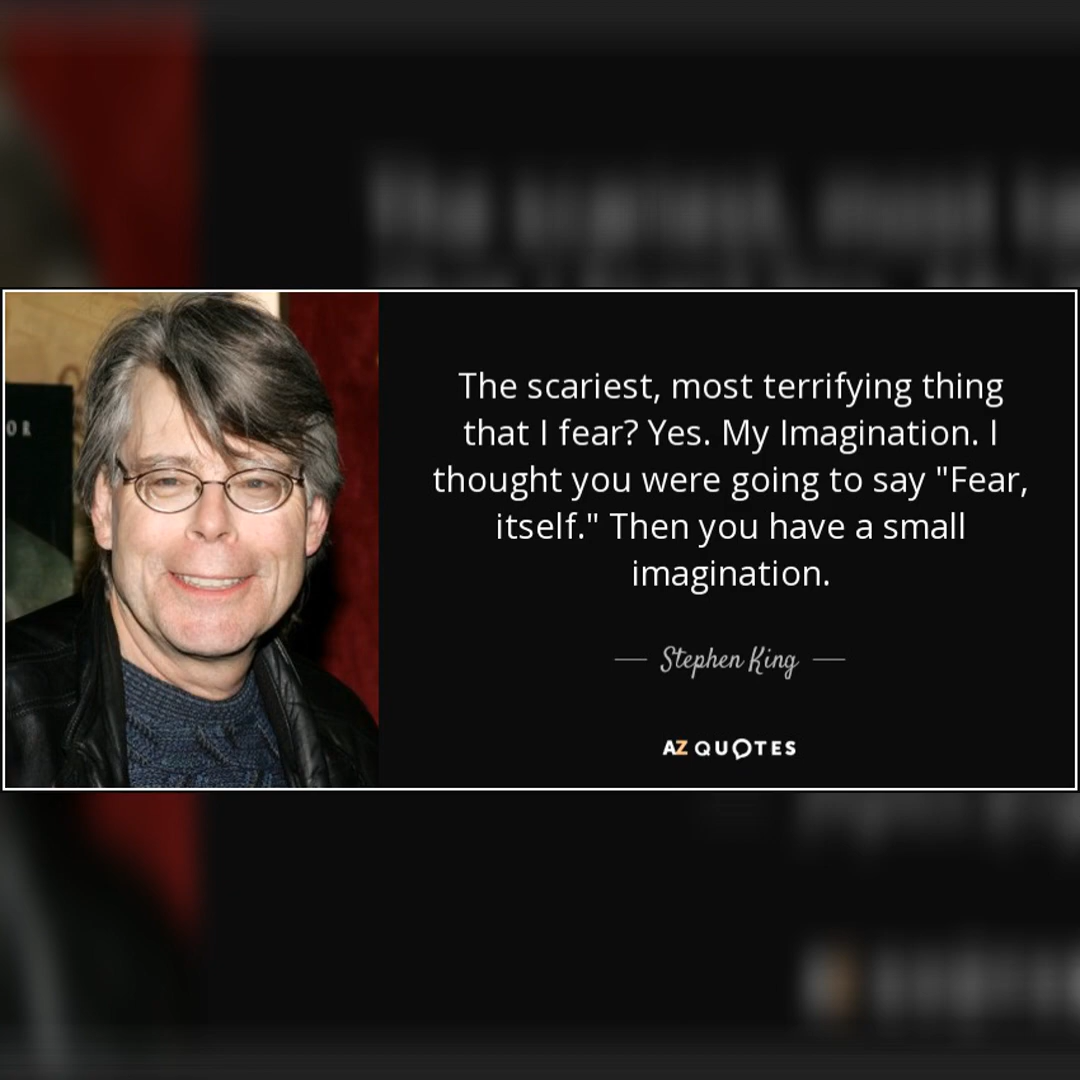 OR
The scariest, most terrifying thing
that I fear? Yes. My Imagination. I
thought you were going to say "Fear,
itself." Then you have a small
imagination.
Stephen King
AZ QUOTES